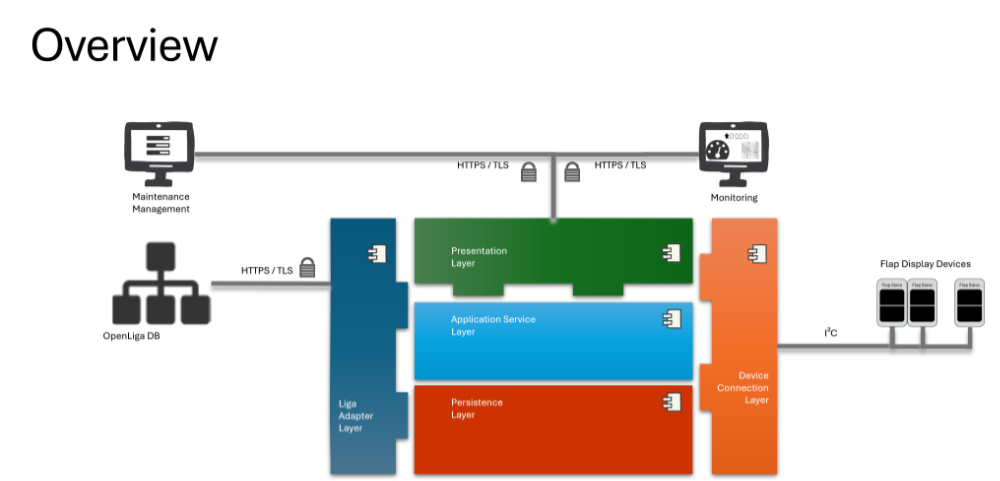 Overview
HTTPS / TLS
HTTPS / TLS
Maintenance
Management
Monitoring
HTTPS / TLS
OpenLiga DB
Presentation
Layer
Application Service
Layer
Persistence
Layer
Liga
Adapter
Layer
Device
Connection
Layer
Flap Display Devices
Flap Slave
Flap Slave
Flap Slave
I²C